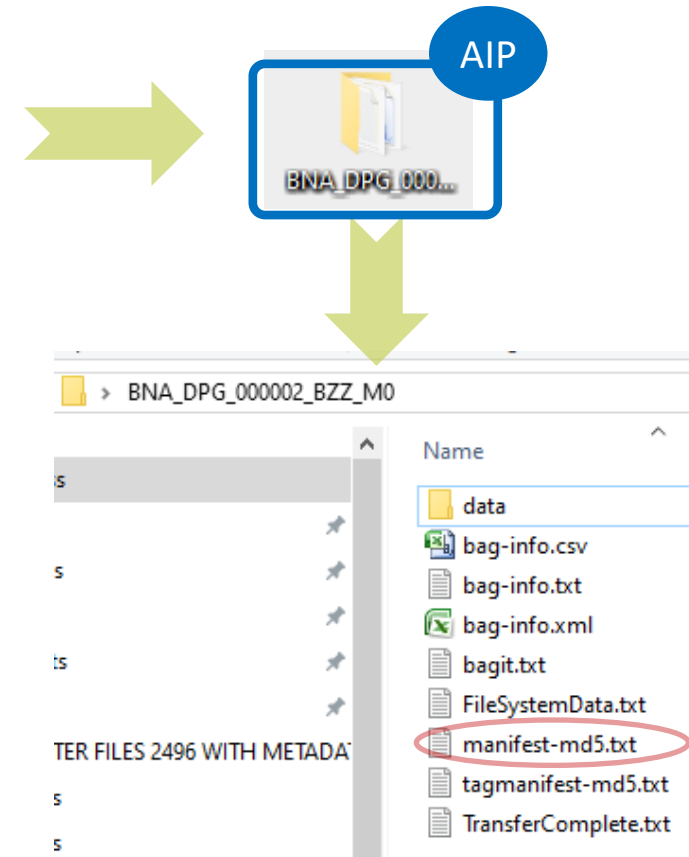 AIP
BNA_DPG_000...
BNA_DPG_000002_BZZ_M0
Name
data
bag-info.csv
bag-info.txt
bag-info.xml
bagit.txt
FileSystemData.txt
TER FILES 2496 WITH METADA
manifest-md5.txt
tagmanifest-md5.txt
TransferComplete.txt